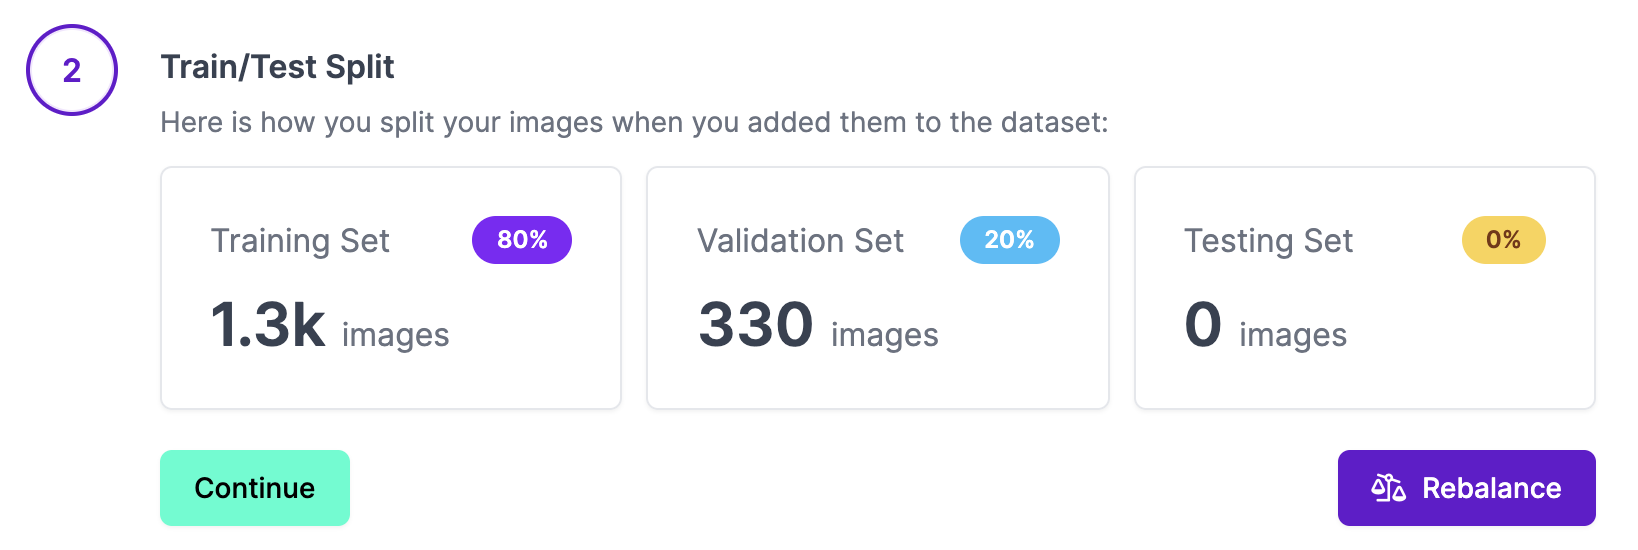 2
Train/Test Split
Here is how you split your images when you added them to the dataset:
Training Set 80%
1.3k images
Validation Set 20%
330 images
Testing Set 0%
0 images
Continue
Rebalance